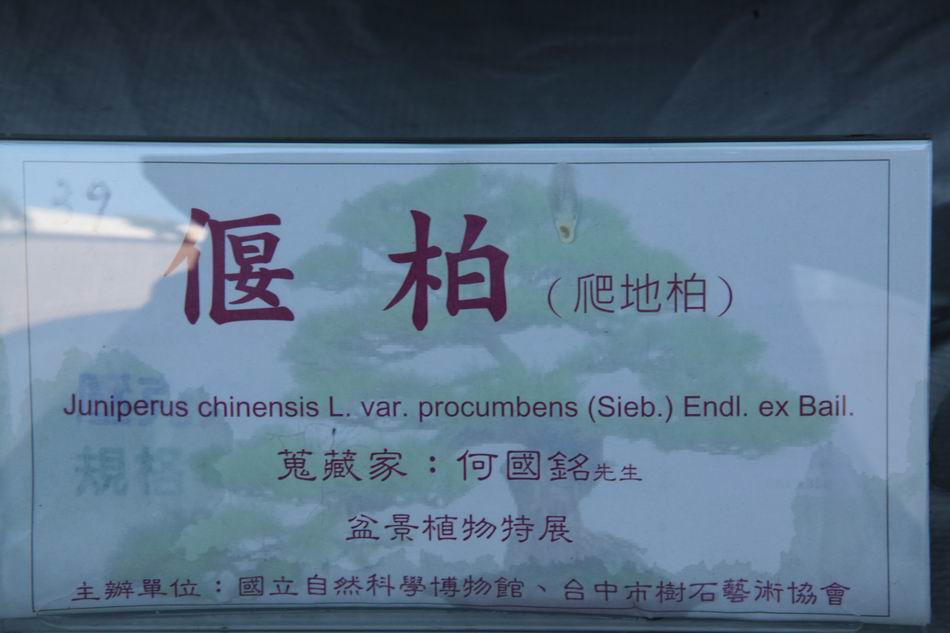 39
偃柏（爬地柏）
Juniperus chinensis L. var. procumbens (Sieb.) Endl. ex Bail.
蒐藏家：何國銘先生
盆景植物特展
主辦單位：國立自然科學博物館、台中市樹石藝術協會
規格